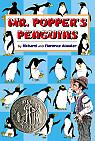 MR. POPPER'S
PENGUINS
by Richard and Florence Atwater